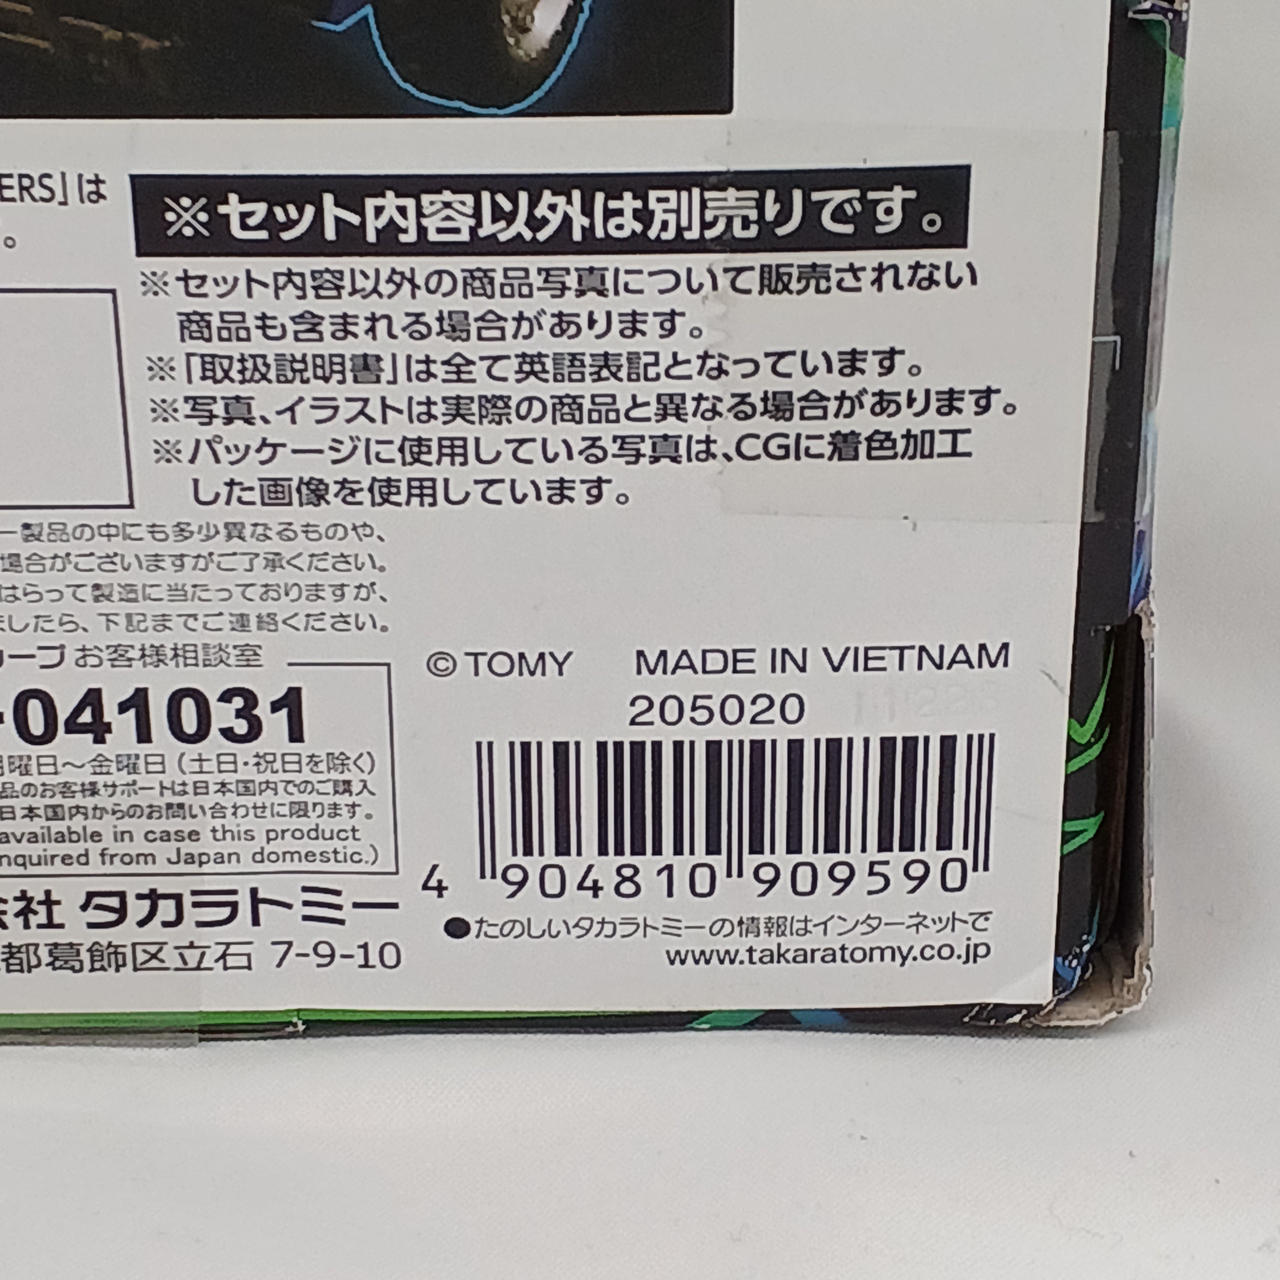 ERS」は
。
※セット内容以外は別売りです。
※セット内容以外の商品写真について販売されない
商品も含まれる場合があります。
※「取扱説明書」は全て英語表記となっています。
※写真、イラストは実際の商品と異なる場合があります。
※パッケージに使用している写真は、CGに着色加工
した画像を使用しています。
ー製品の中にも多少異なるものや、
場合がございますがご了承ください。
はらって製造に当たっておりますが、
ましたら、下記までご連絡ください。
ループ お客様相談室
-041031
曜日～金曜日（土日・祝日を除く）
品のお客様サポートは日本国内でのご購入
日本国内からのお問い合わせに限ります。
available in case this product
nquired from Japan domestic.)
会社 タカラトミー
都葛飾区立石 7-9-10
© TOMY MADE IN VIETNAM
205020
4 904810 909590
●たのしいタカラトミーの情報はインターネットで
www.takaratomy.co.jp